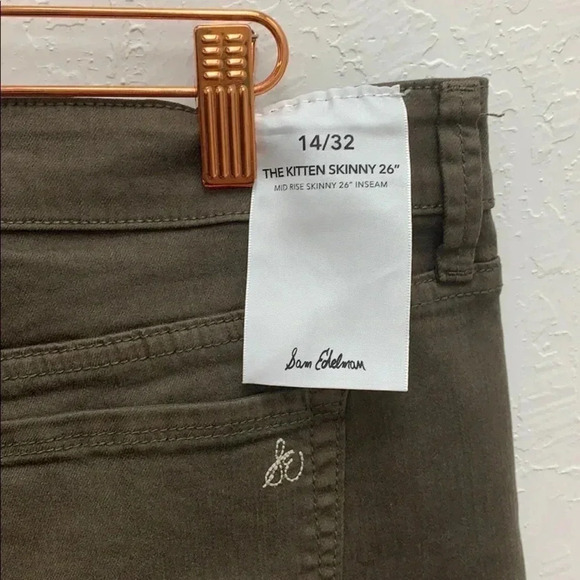 14/32
THE KITTEN SKINNY 26"
MID RISE SKINNY 26" INSEAM
Sam Edelman